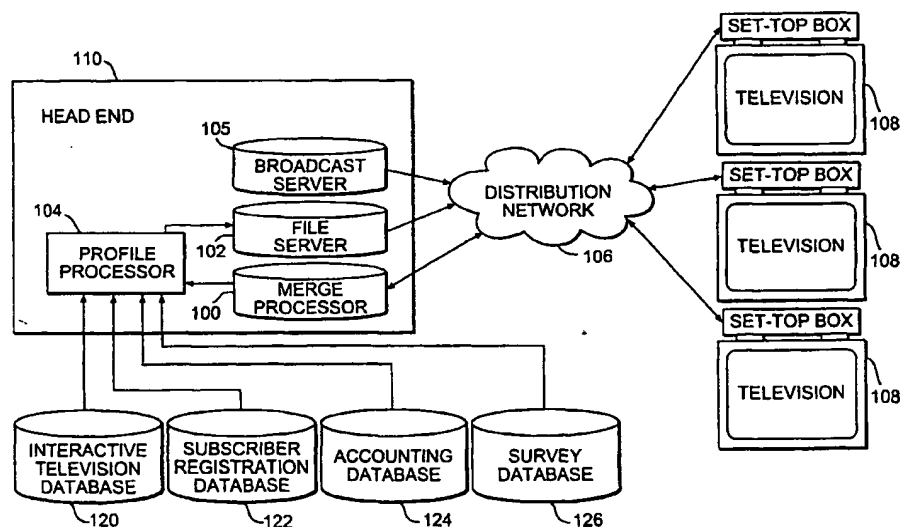 110
HEAD END
105
BROADCAST
SERVER
104
PROFILE
PROCESSOR
102
FILE
SERVER
100
MERGE
PROCESSOR
DISTRIBUTION
NETWORK
106
SET-TOP BOX
TELEVISION
108
SET-TOP BOX
TELEVISION
108
SET-TOP BOX
TELEVISION
108
INTERACTIVE
TELEVISION
DATABASE
120
SUBSCRIBER
REGISTRATION
DATABASE
122
ACCOUNTING
DATABASE
124
SURVEY
DATABASE
126